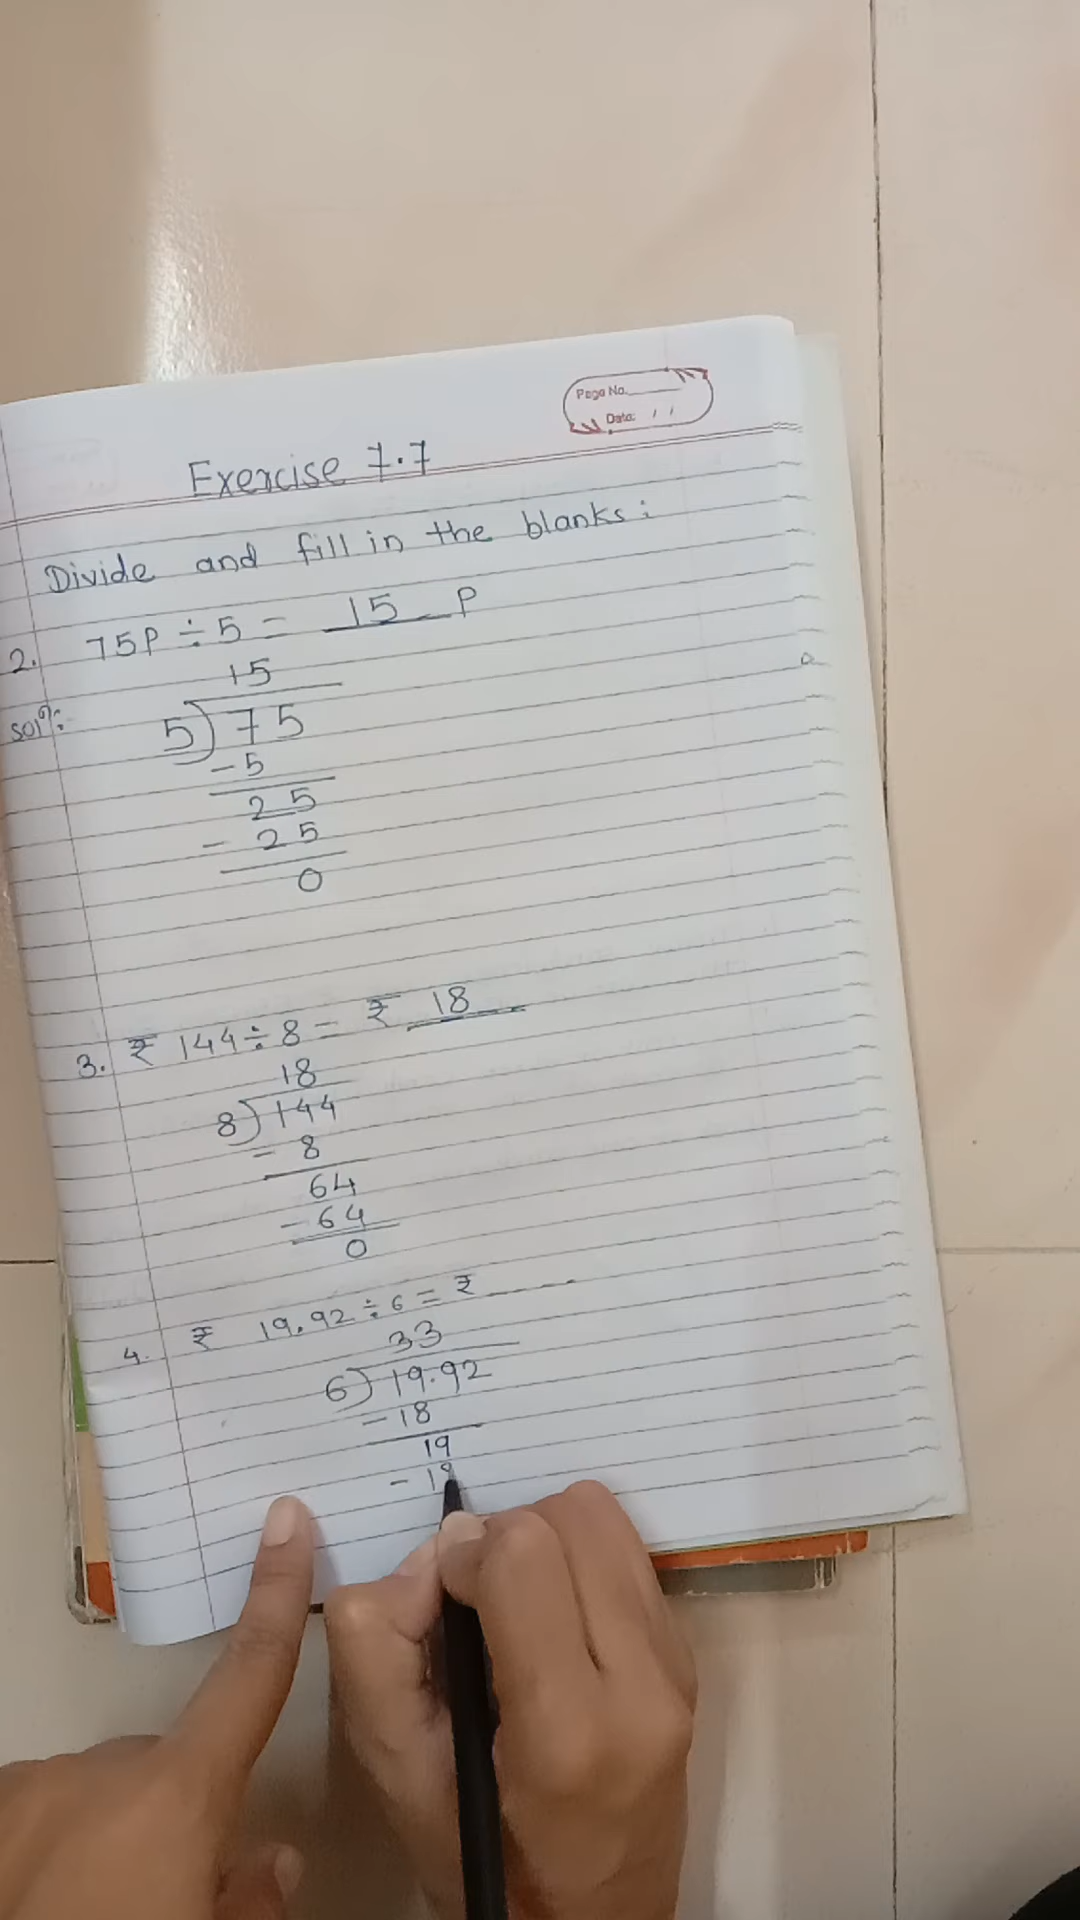 Page No.
Date: / /
Exercise 7.7
Divide and fill in the blanks:
2. 75P ÷ 5 = 15 P
solⁿ:
15
5) 75
- 5
25
- 25
0
3. ₹ 144 ÷ 8 = ₹ 18
18
8) 144
- 8
64
- 64
0
4. ₹ 19.92 ÷ 6 = ₹
33
6) 19.92
- 18
19
- 18